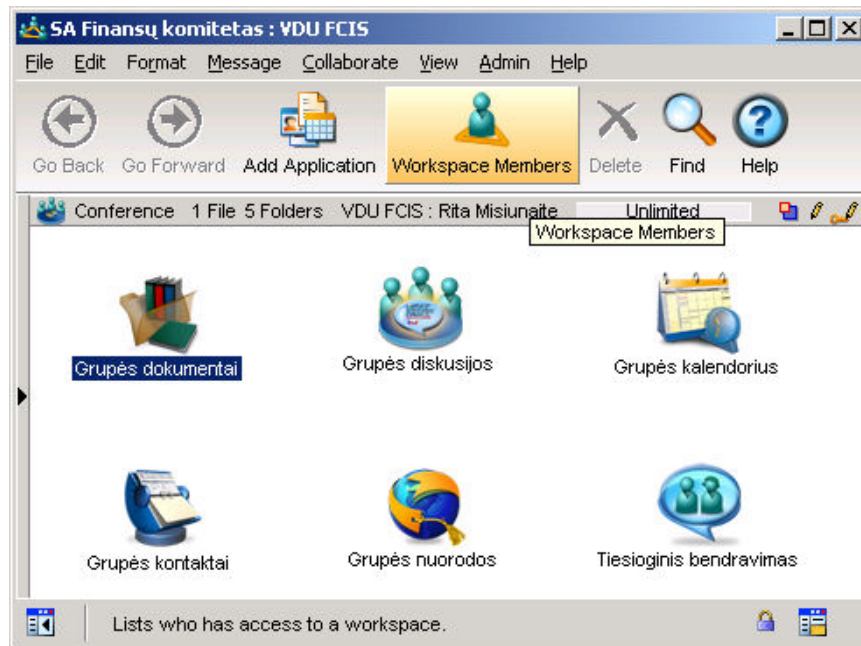 SA Finansų komitetas : VDU FCIS
File Edit Format Message Collaborate View Admin Help
Go Back Go Forward Add Application Workspace Members Delete Find Help
Conference 1 File 5 Folders VDU FCIS : Rita Misiunaite Unlimited
Workspace Members
Grupės dokumentai Grupės diskusijos Grupės kalendorius
Grupės kontaktai Grupės nuorodos Tiesioginis bendravimas
Lists who has access to a workspace.